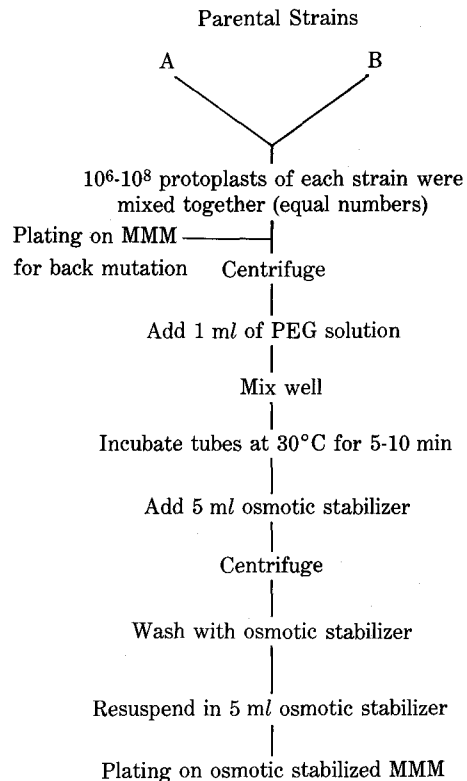 Parental Strains
A B
10⁶-10⁸ protoplasts of each strain were
mixed together (equal numbers)
Plating on MMM
for back mutation Centrifuge
Add 1 ml of PEG solution
Mix well
Incubate tubes at 30°C for 5-10 min
Add 5 ml osmotic stabilizer
Centrifuge
Wash with osmotic stabilizer
Resuspend in 5 ml osmotic stabilizer
Plating on osmotic stabilized MMM